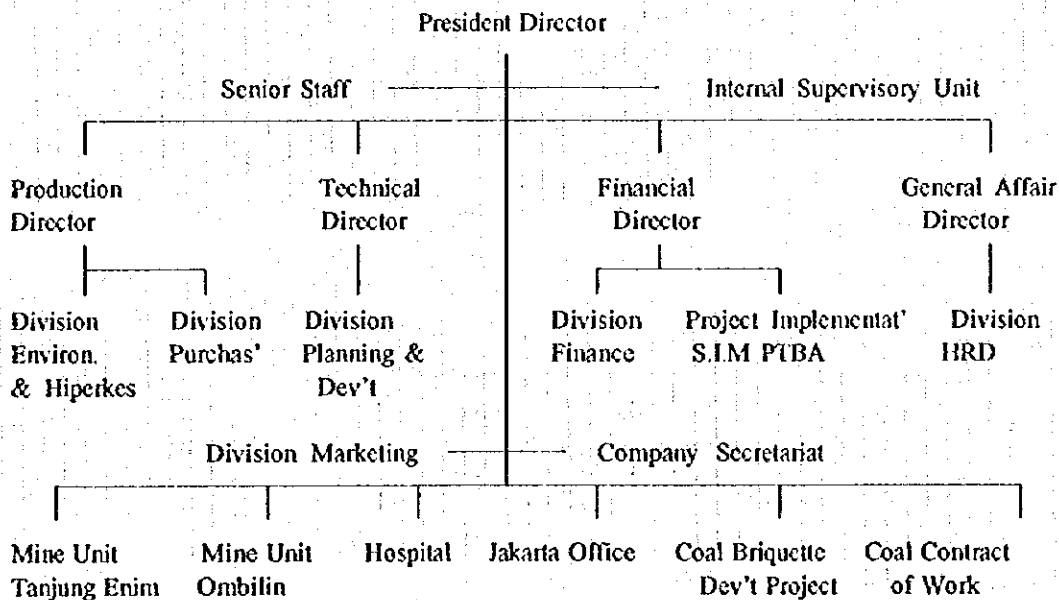 President Director
Senior Staff Internal Supervisory Unit
Production Technical Financial General Affair
Director Director Director Director
Division Division Division Division Project Implementat' Division
Environ. Purchas' Planning & Finance S.I.M PTBA HRD
& Hiperkes Dev't
Division Marketing Company Secretariat
Mine Unit Mine Unit Hospital Jakarta Office Coal Briquette Coal Contract
Tanjung Enim Ombilin Dev't Project of Work